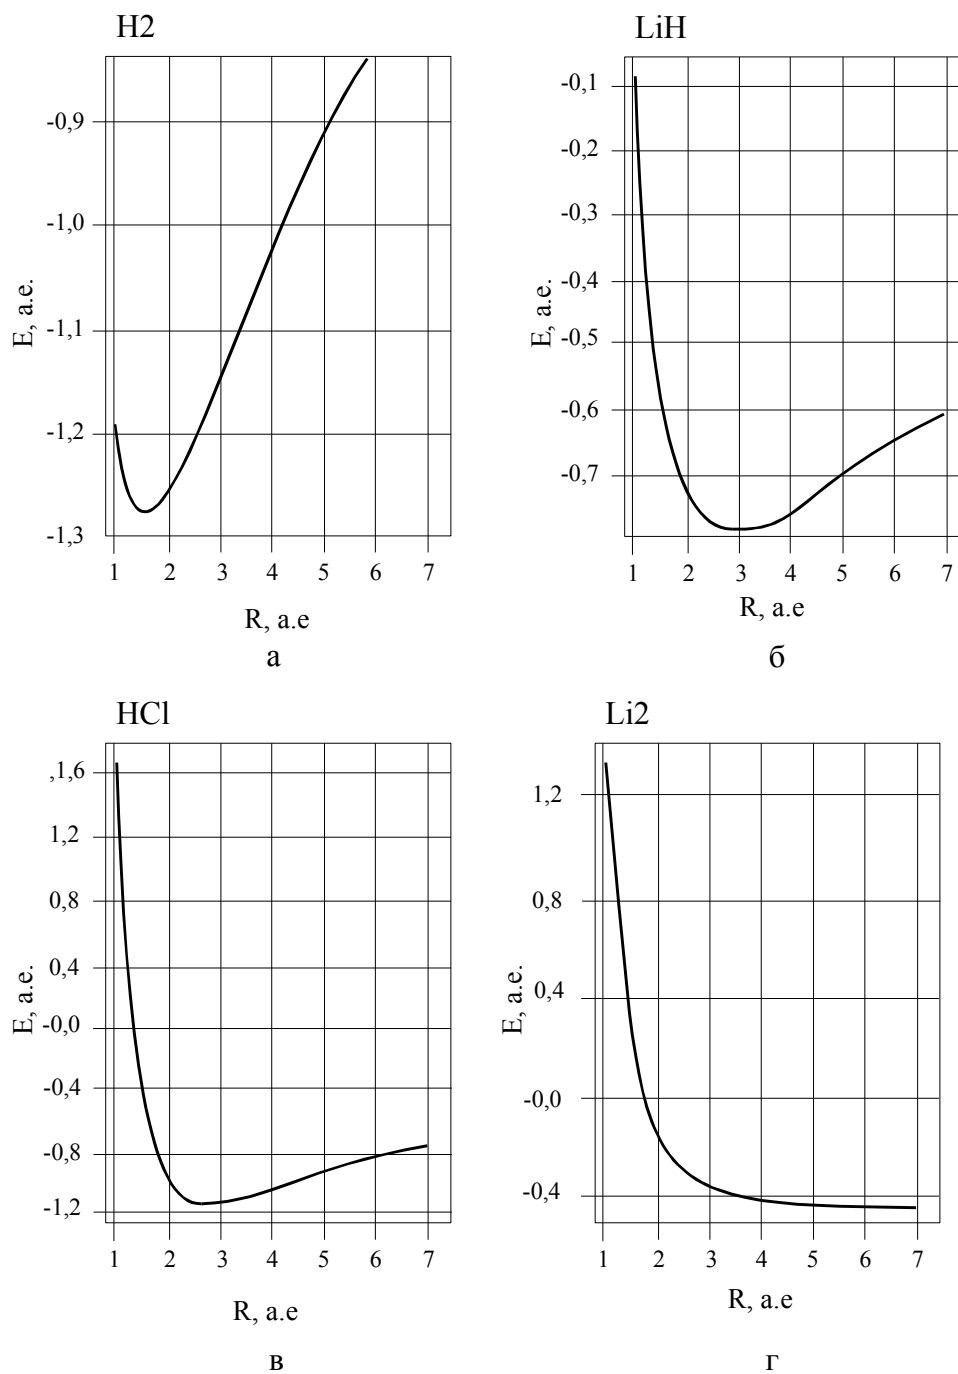 H2
-0,9
-1,0
-1,1
-1,2
-1,3
E, a.e.
1 2 3 4 5 6 7
R, a.e
а
LiH
-0,1
-0,2
-0,3
-0,4
-0,5
-0,6
-0,7
E, a.e.
1 2 3 4 5 6 7
R, a.e
б
HCl
,1,6
1,2
0,8
0,4
-0,0
-0,4
-0,8
-1,2
E, a.e.
1 2 3 4 5 6 7
R, a.e
в
Li2
1,2
0,8
0,4
-0,0
-0,4
E, a.e.
1 2 3 4 5 6 7
R, a.e
г